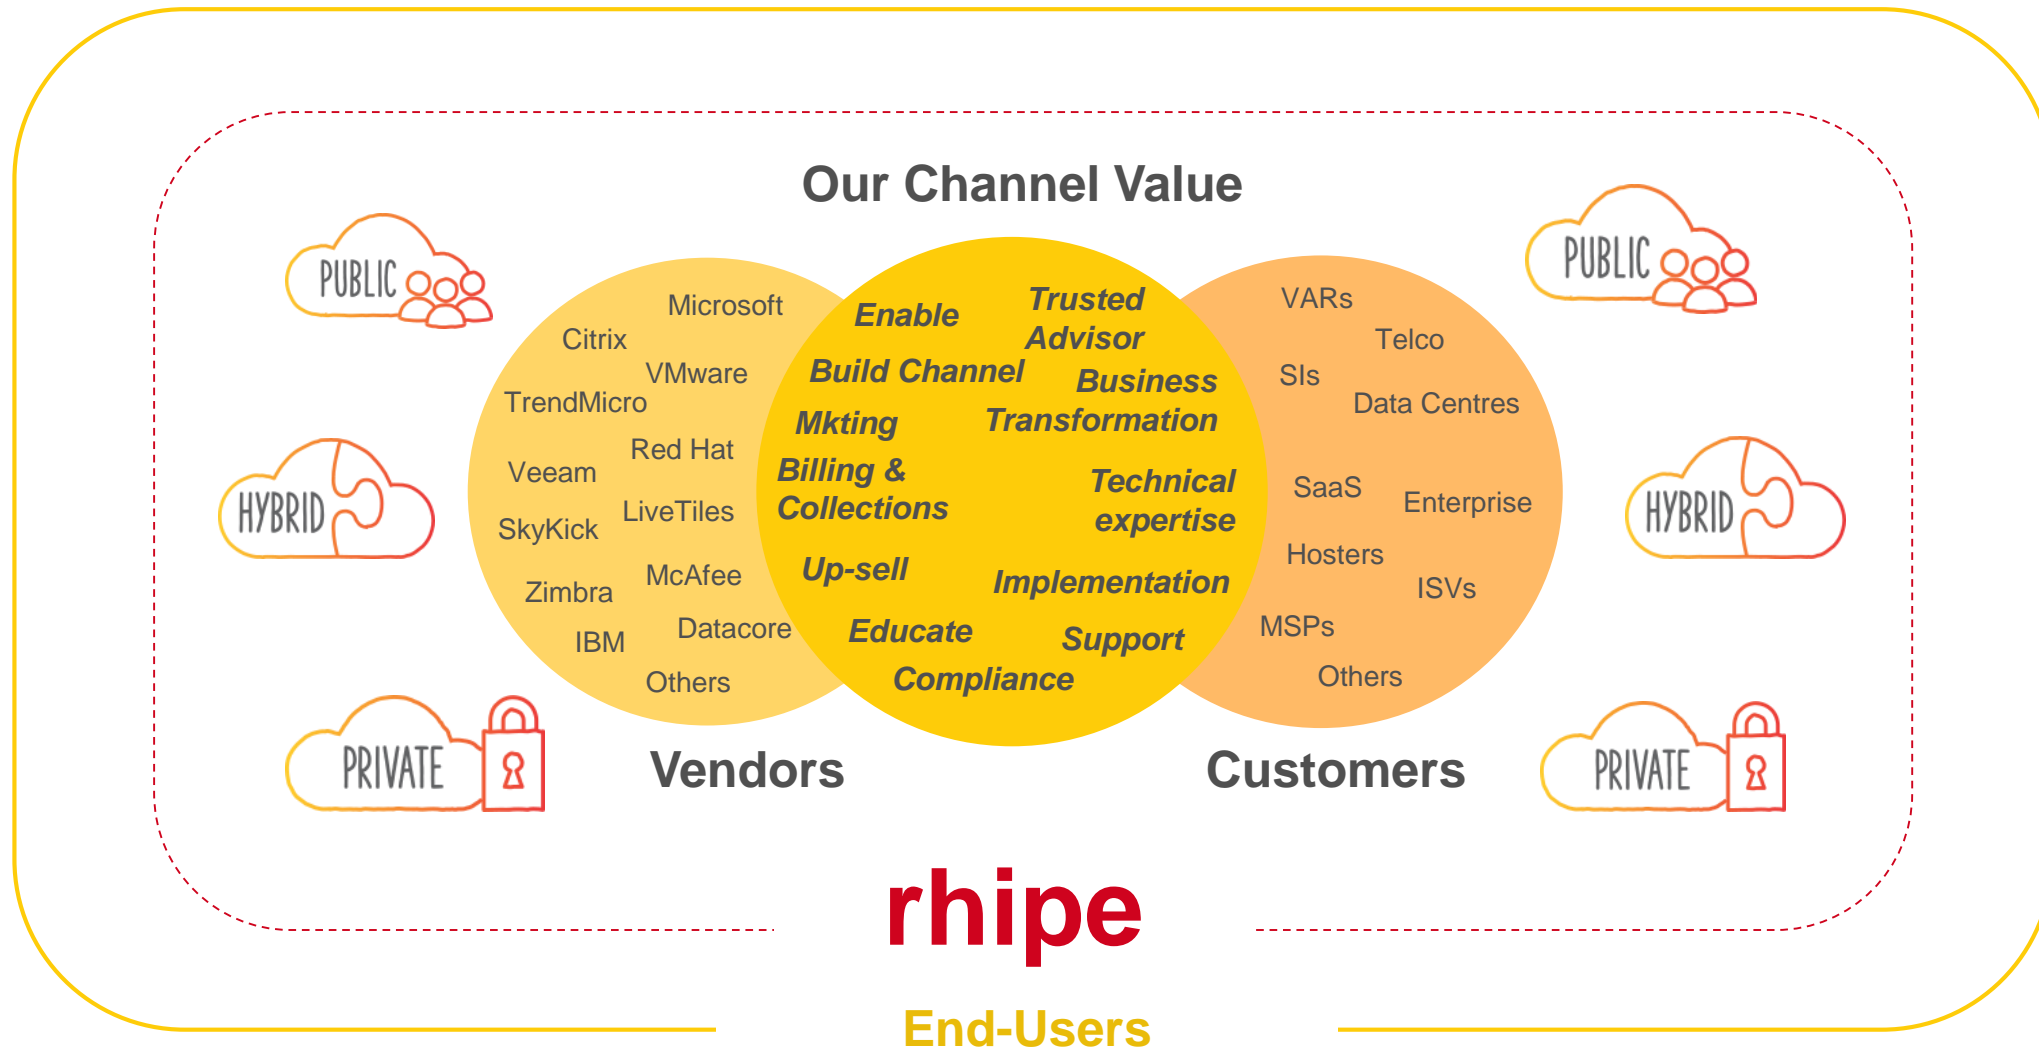 Our Channel Value
PUBLIC
HYBRID
PRIVATE
Microsoft
Citrix
VMware
TrendMicro
Red Hat
Veeam
LiveTiles
SkyKick
McAfee
Zimbra
Datacore
IBM
Others
Vendors
Enable
Build Channel
Mkting
Billing &
Collections
Up-sell
Educate
Compliance
Trusted
Advisor
Business
Transformation
Technical
expertise
Implementation
Support
VARs
Telco
SIs
Data Centres
SaaS
Enterprise
Hosters
ISVs
MSPs
Others
Customers
PUBLIC
HYBRID
PRIVATE
rhipe
End-Users